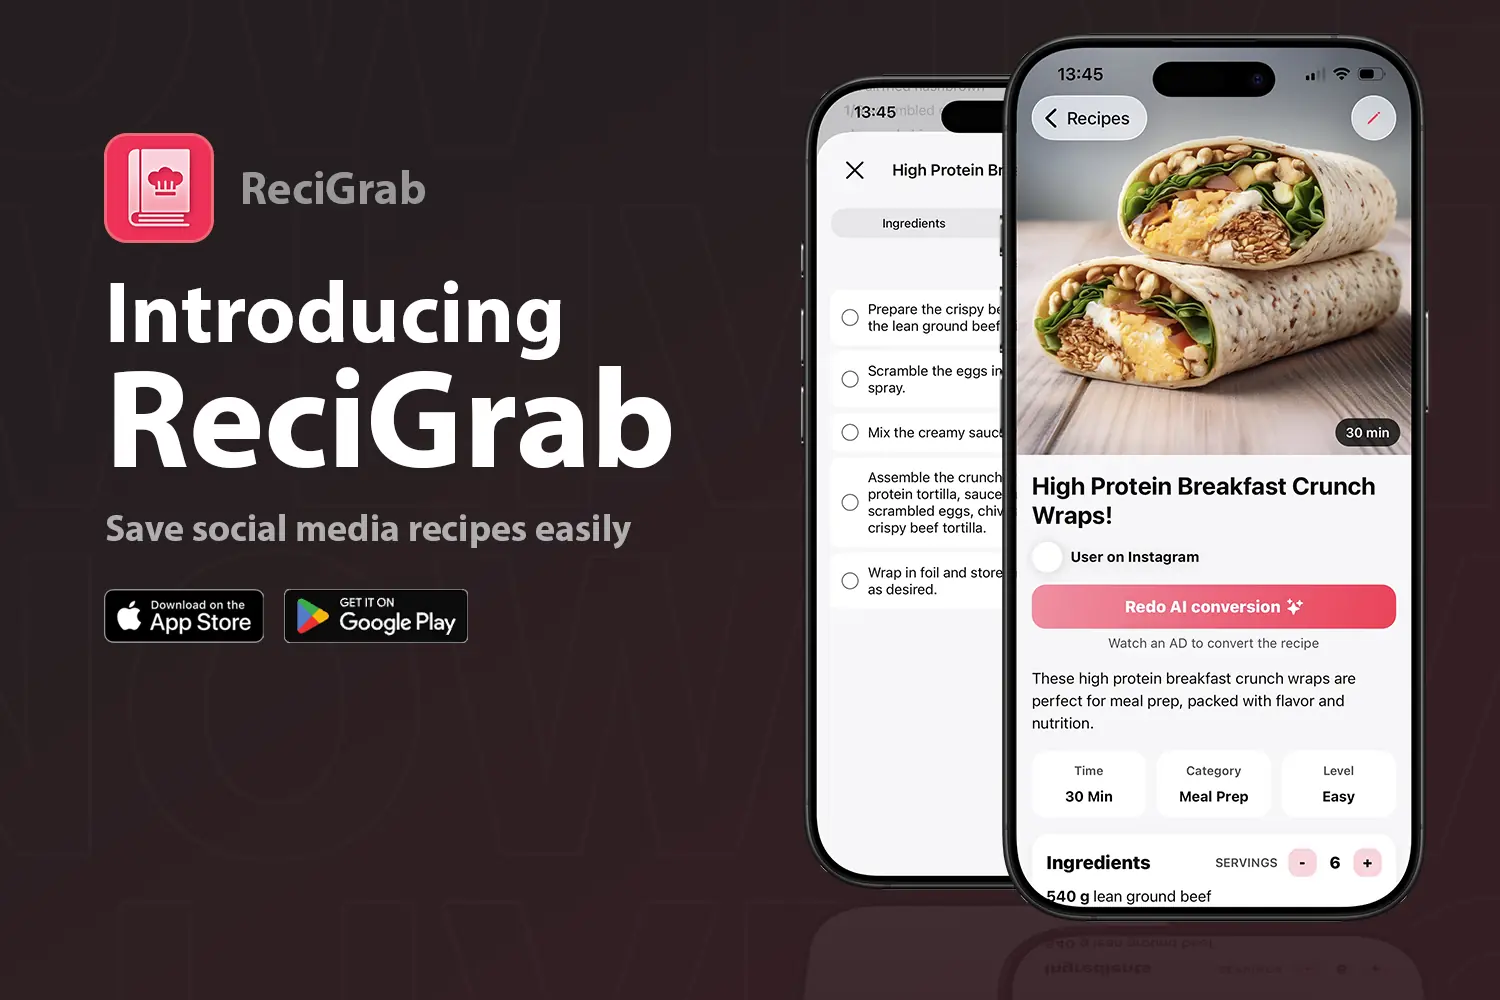 ReciGrab
Introducing
ReciGrab
Save social media recipes easily
Download on the
App Store
GET IT ON
Google Play
13:45
High Protein
Ingredients
Prepare the crispy
the lean ground beef
Scramble the eggs in
spray.
Mix the creamy
Assemble the crunch
protein tortilla, sauce
scrambled eggs,
crispy beef tortilla.
Wrap in foil and store
as desired.
13:45
Recipes
30 min
High Protein Breakfast Crunch
Wraps!
User on Instagram
Redo AI conversion
Watch an AD to convert the recipe
These high protein breakfast crunch wraps are
perfect for meal prep, packed with flavor and
nutrition.
Time
30 Min
Category
Meal Prep
Level
Easy
Ingredients
SERVINGS - 6 +
540 g lean ground beef